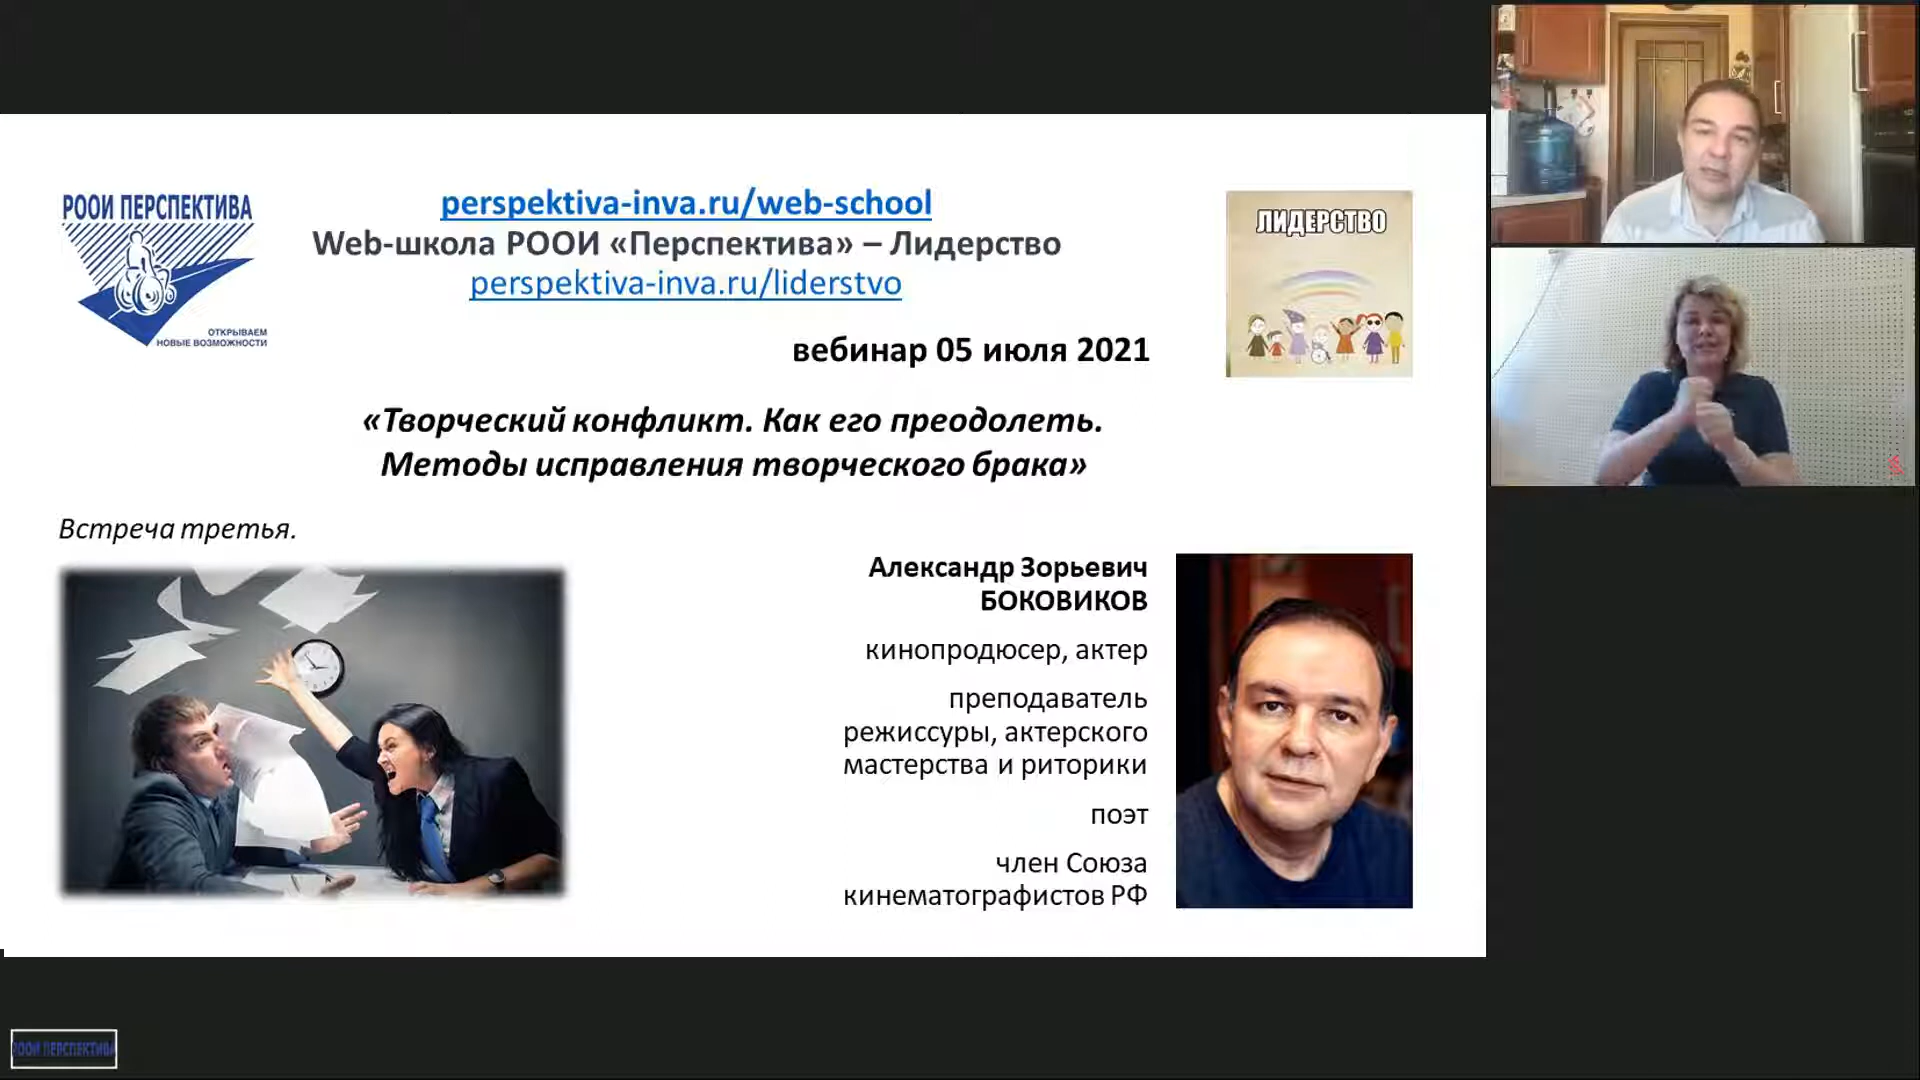 РООИ ПЕРСПЕКТИВА
ОТКРЫВАЕМ
НОВЫЕ ВОЗМОЖНОСТИ
perspektiva-inva.ru/web-school
Web-школа РООИ «Перспектива» – Лидерство
perspektiva-inva.ru/liderstvo
ЛИДЕРСТВО
вебинар 05 июля 2021
«Творческий конфликт. Как его преодолеть.
Методы исправления творческого брака»
Встреча третья.
Александр Зорьевич
БОКОВИКОВ
кинопродюсер, актер
преподаватель
режиссуры, актерского
мастерства и риторики
поэт
член Союза
кинематографистов РФ
РООИ ПЕРСПЕКТИВА